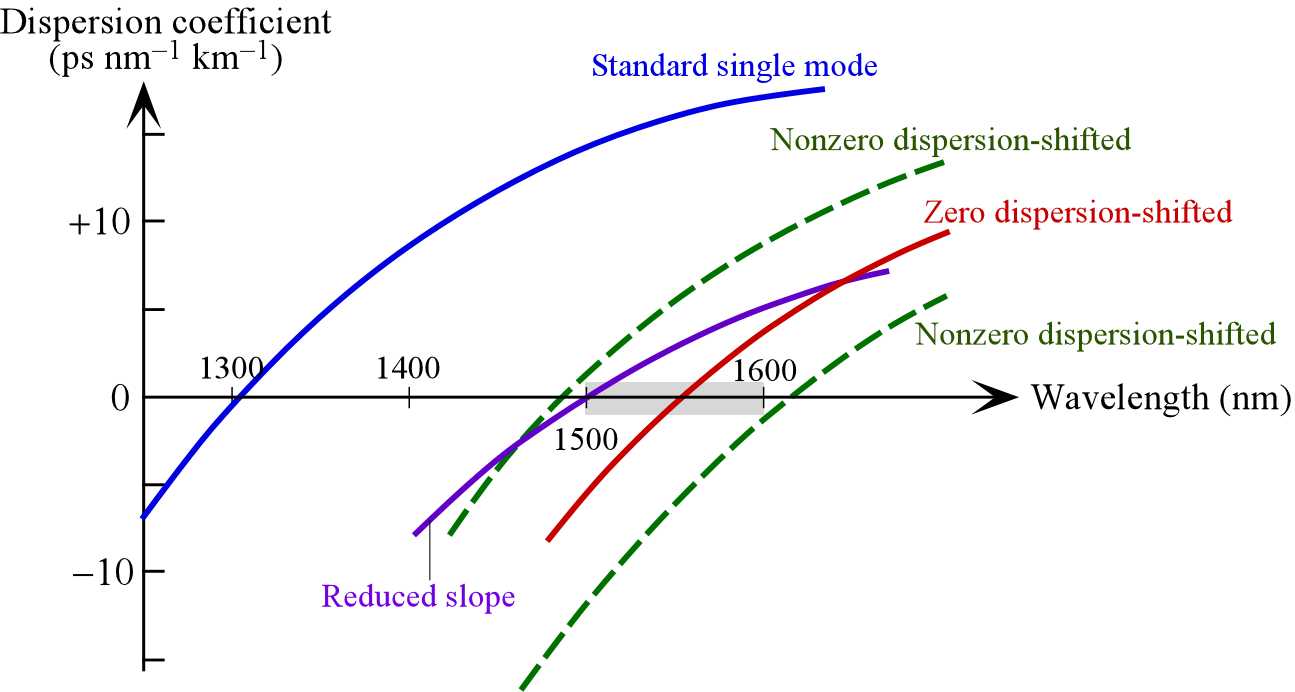 Dispersion coefficient
(ps nm⁻¹ km⁻¹)
Standard single mode
Nonzero dispersion-shifted
+10
Zero dispersion-shifted
Nonzero dispersion-shifted
1300
1400
1600
0
Wavelength (nm)
1500
−10
Reduced slope